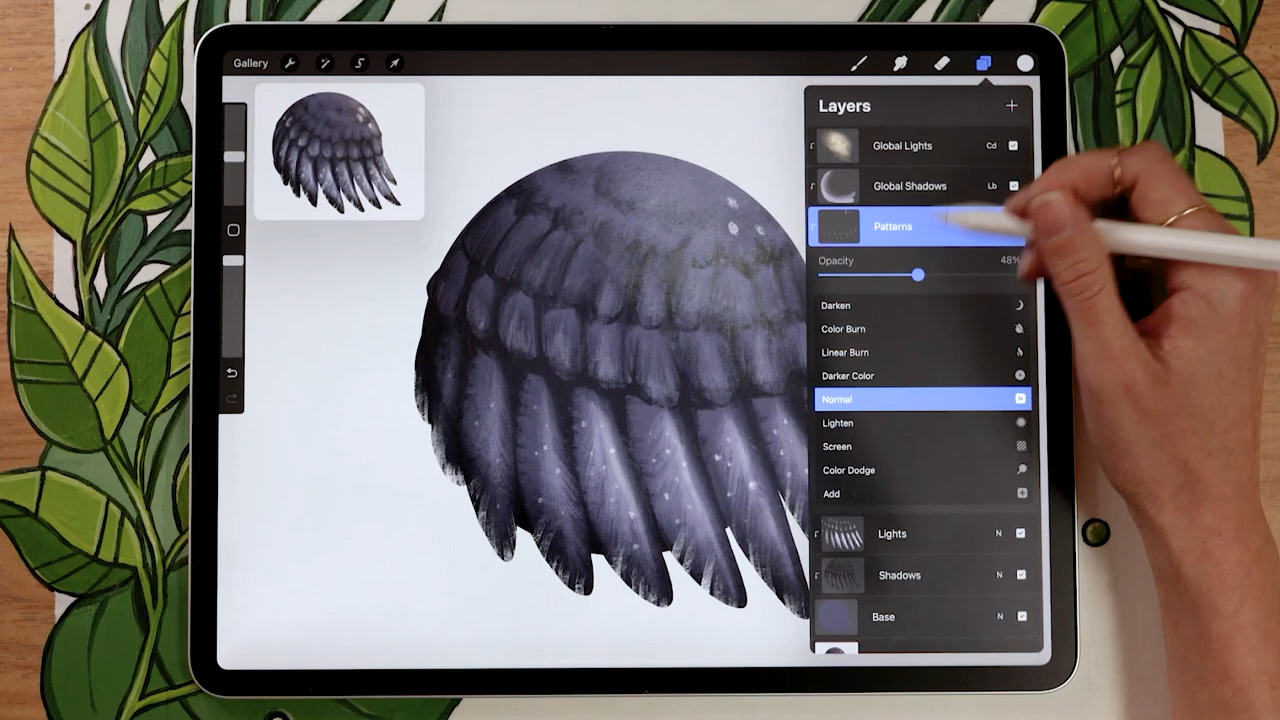 Gallery
Layers
Global Lights Cd
Global Shadows Lb
Patterns
Opacity 48%
Darken
Color Burn
Linear Burn
Darker Color
Normal N
Lighten
Screen
Color Dodge
Add
Lights N
Shadows N
Base N